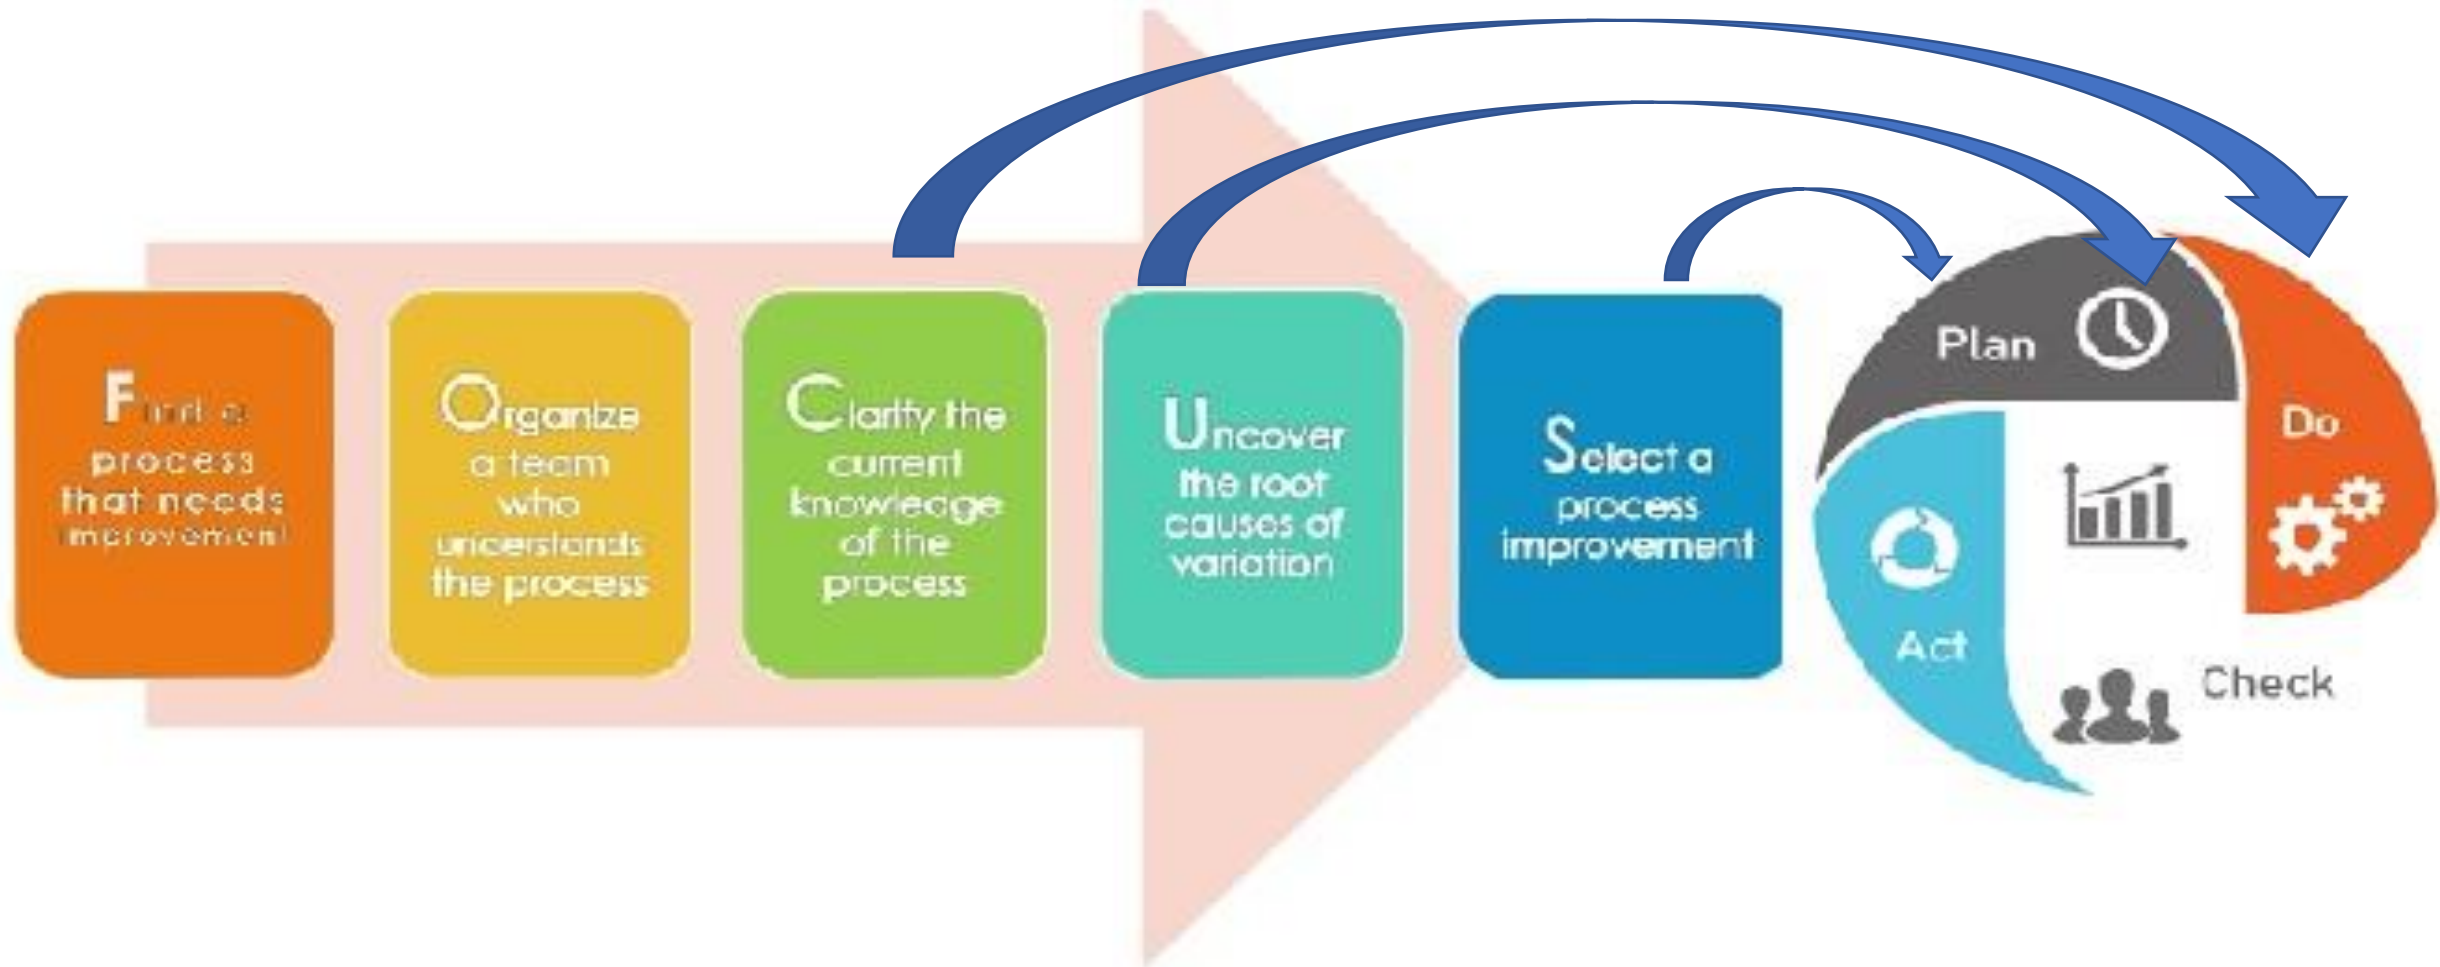 Find a
process
that needs
improvement
Organize
a team
who
understands
the process
Clarify the
current
knowledge
of the
process
Uncover
the root
causes of
variation
Select a
process
improvement
Plan
Do
Act
Check